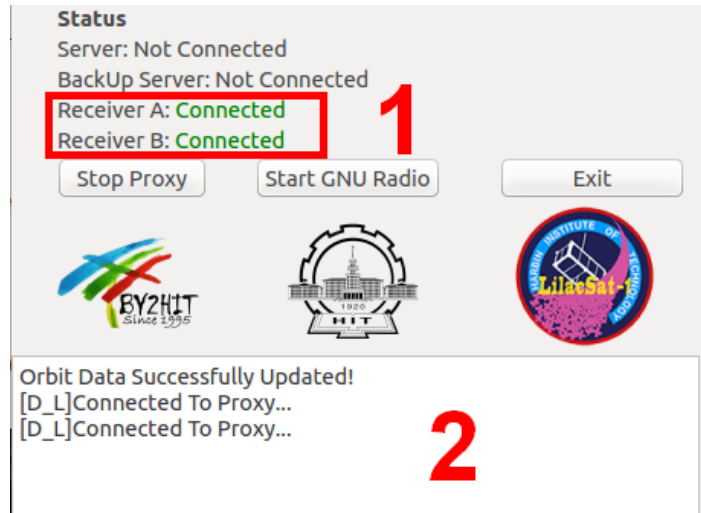 Status
Server: Not Connected
BackUp Server: Not Connected
Receiver A: Connected
Receiver B: Connected
1
Stop Proxy
Start GNU Radio
Exit
BY2HIT
Since 1995
1920
HIT
HARBIN INSTITUTE OF TECHNOLOGY
LilacSat-1
Orbit Data Successfully Updated!
[D_L]Connected To Proxy...
[D_L]Connected To Proxy...
2